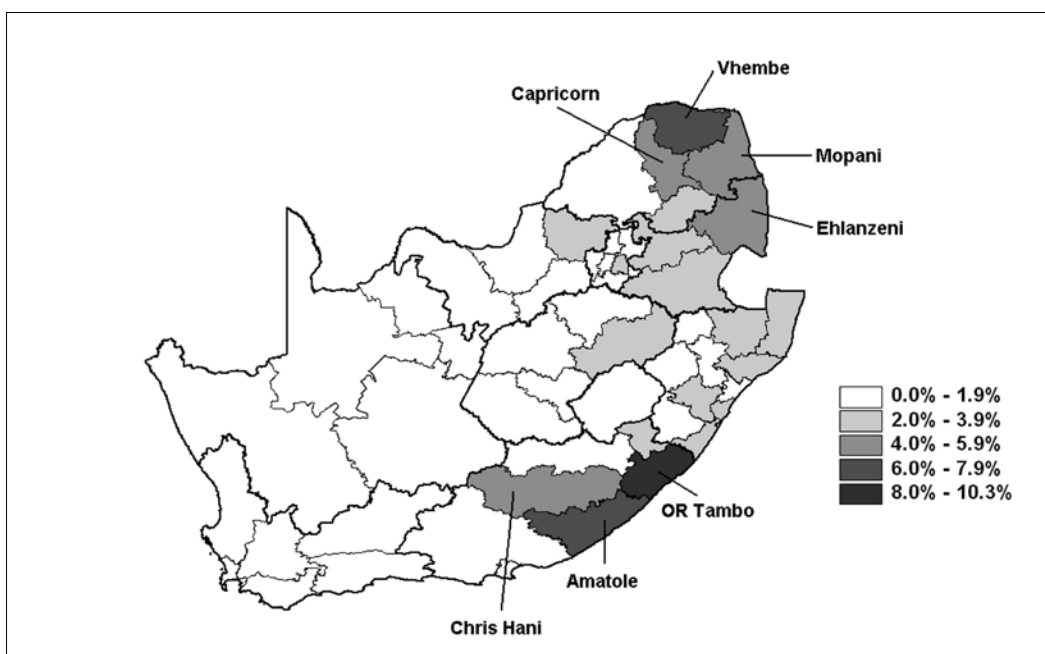 Vhembe
Capricorn
Mopani
Ehlanzeni
0.0% - 1.9%
2.0% - 3.9%
4.0% - 5.9%
6.0% - 7.9%
8.0% - 10.3%
OR Tambo
Amatole
Chris Hani